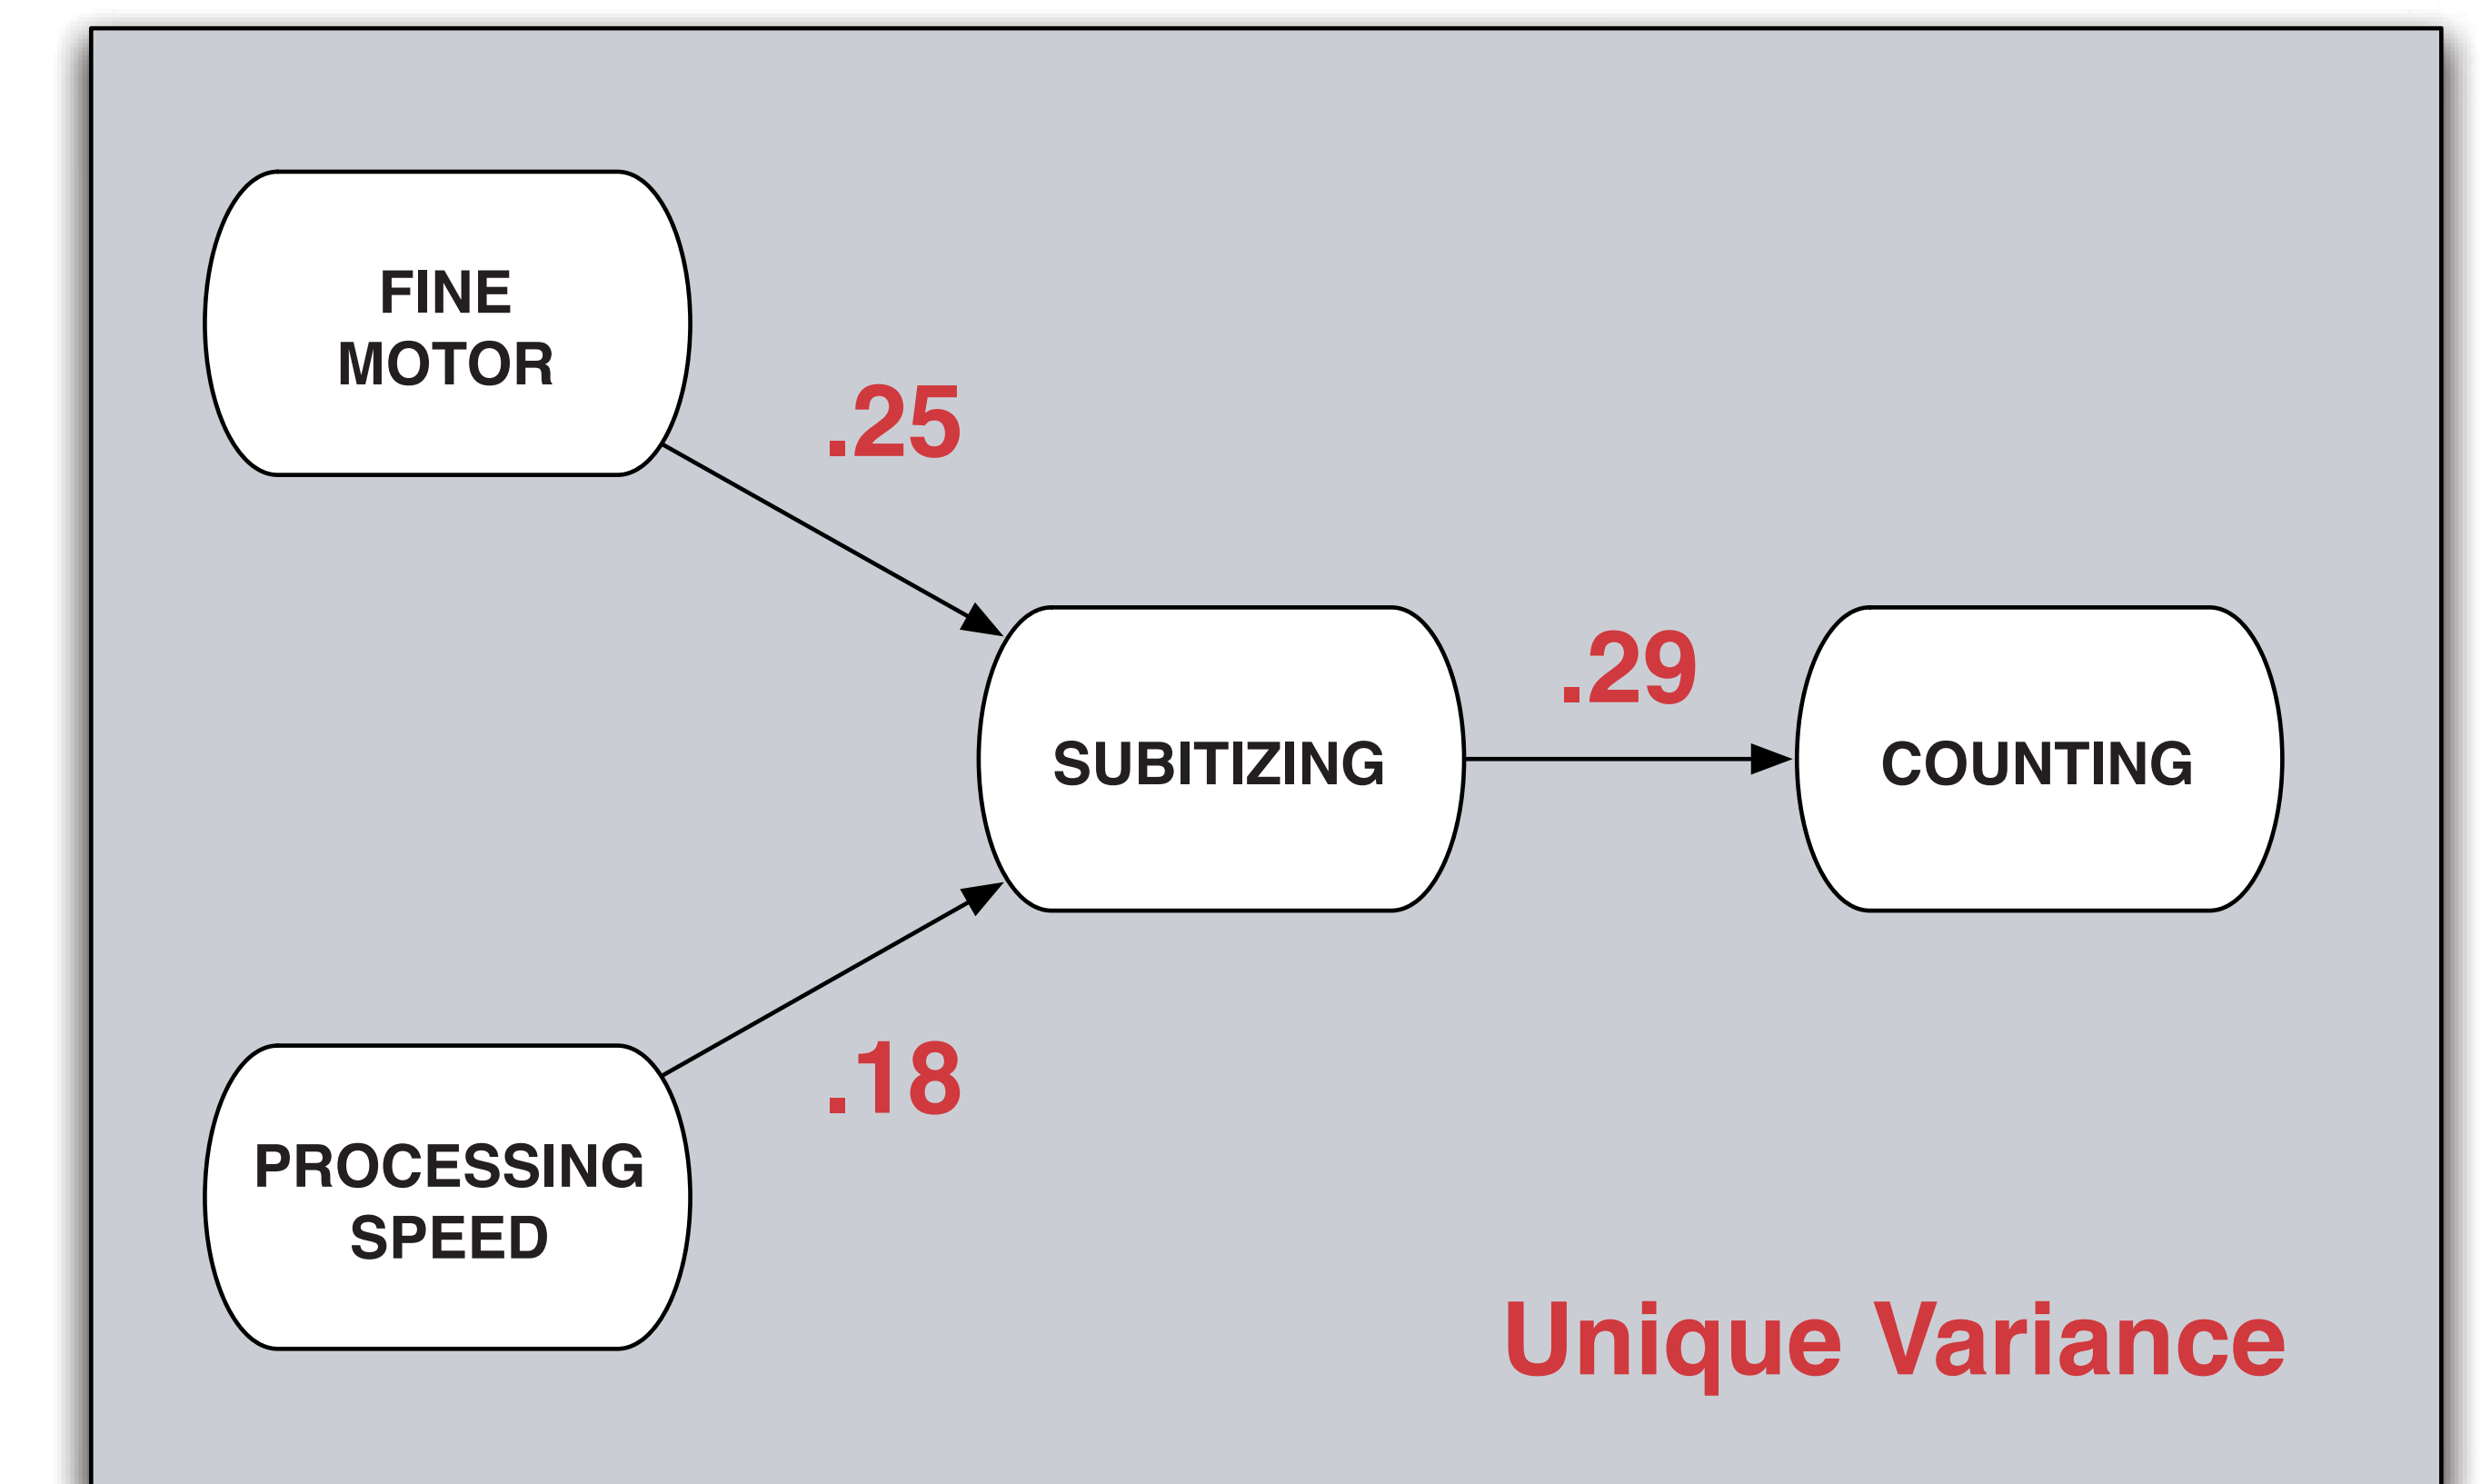 FINE
MOTOR
.25
.29
SUBITIZING
COUNTING
.18
PROCESSING
SPEED
Unique Variance